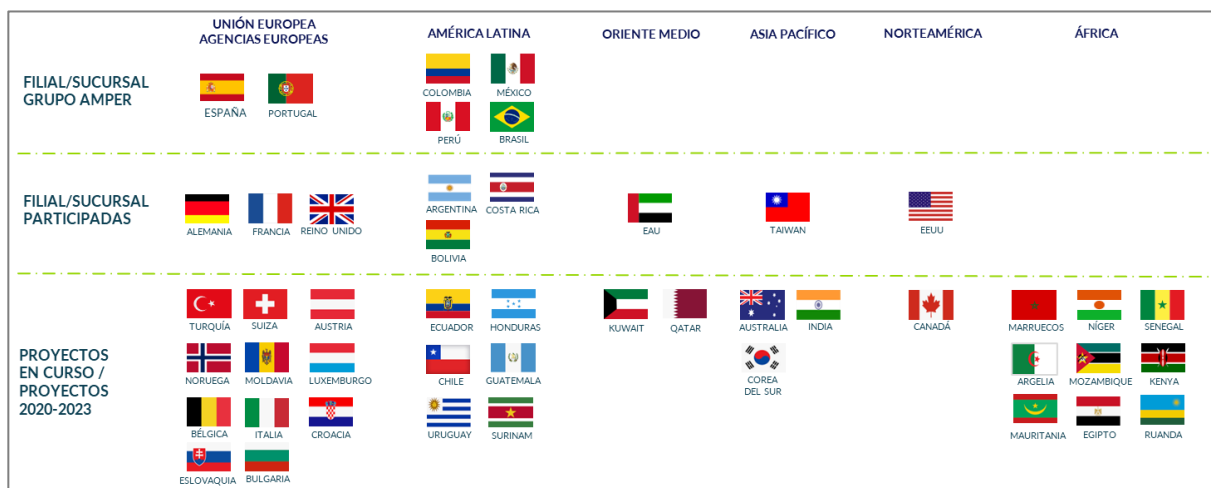 UNIÓN EUROPEA
AGENCIAS EUROPEAS
AMÉRICA LATINA
ORIENTE MEDIO
ASIA PACÍFICO
NORTEAMÉRICA
ÁFRICA
FILIAL/SUCURSAL
GRUPO AMPER
ESPAÑA
PORTUGAL
COLOMBIA
MÉXICO
PERÚ
BRASIL
FILIAL/SUCURSAL
PARTICIPADAS
ALEMANIA
FRANCIA
REINO UNIDO
ARGENTINA
COSTA RICA
BOLIVIA
EAU
TAIWAN
EEUU
PROYECTOS
EN CURSO /
PROYECTOS
2020-2023
TURQUÍA
SUIZA
AUSTRIA
NORUEGA
MOLDAVIA
LUXEMBURGO
BÉLGICA
ITALIA
CROACIA
ESLOVAQUIA
BULGARIA
ECUADOR
HONDURAS
CHILE
GUATEMALA
URUGUAY
SURINAM
KUWAIT
QATAR
AUSTRALIA
INDIA
COREA
DEL SUR
CANADÁ
MARRUECOS
NÍGER
SENEGAL
ARGELIA
MOZAMBIQUE
KENYA
MAURITANIA
EGIPTO
RUANDA